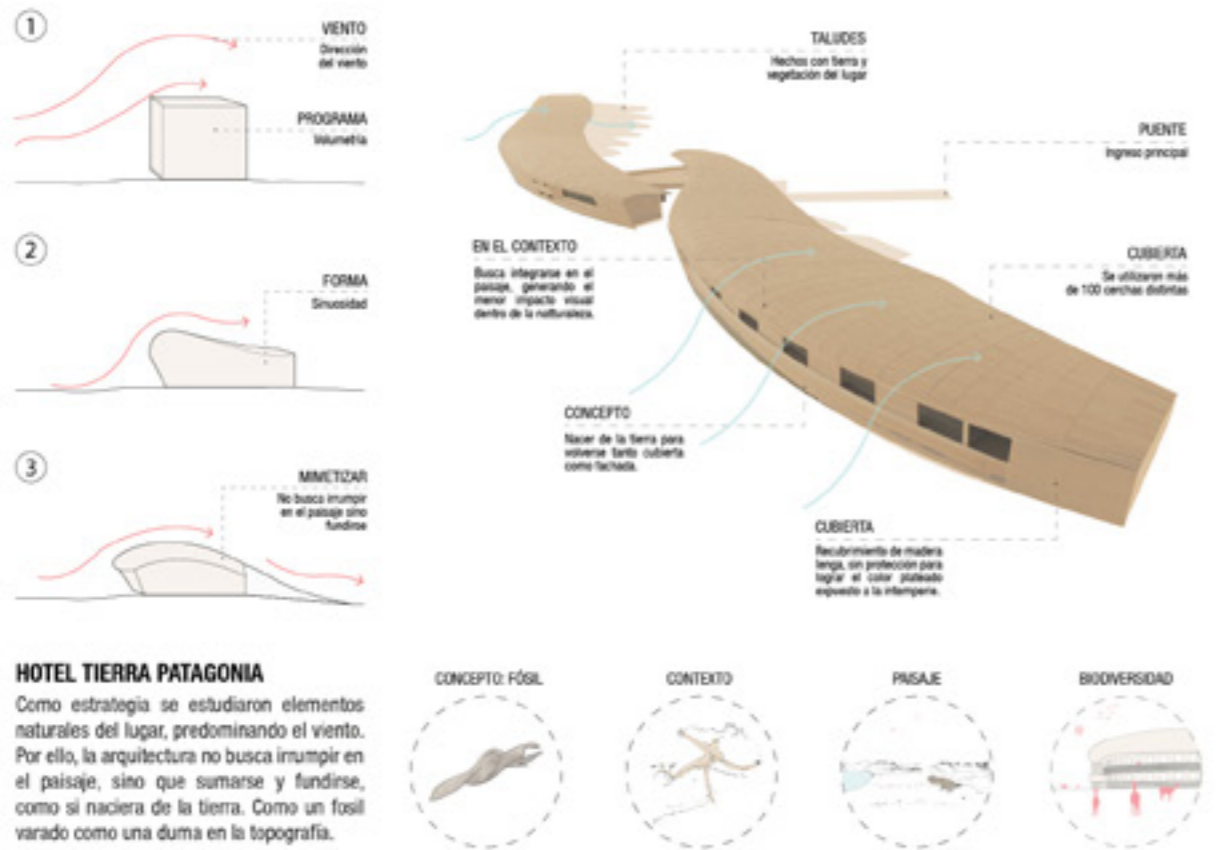 1
VIENTO
Dirección
del viento
PROGRAMA
Volumetría
2
FORMA
Sinuosidad
3
MIMETIZAR
No busca irrumpir
en el paisaje sino
fundirse
TALUDES
Hechos con tierra y
vegetación del lugar
PUENTE
Ingreso principal
EN EL CONTEXTO
Busca integrarse en el
paisaje, generando el
menor impacto visual
dentro de la natturaleza.
CUBIERTA
Se utilizaron más
de 100 cerchas distintas
CONCEPTO
Nacer de la tierra para
volverse tanto cubierta
como fachada.
CUBIERTA
Recubrimiento de madera
lenga, sin protección para
lograr el color plateado
expuesto a la intemperie.
HOTEL TIERRA PATAGONIA
Como estrategia se estudiaron elementos
naturales del lugar, predominando el viento.
Por ello, la arquitectura no busca irrumpir en
el paisaje, sino que sumarse y fundirse,
como si naciera de la tierra. Como un fosil
varado como una duma en la topografía.
CONCEPTO: FÓSIL
CONTEXTO
PAISAJE
BIODIVERSIDAD